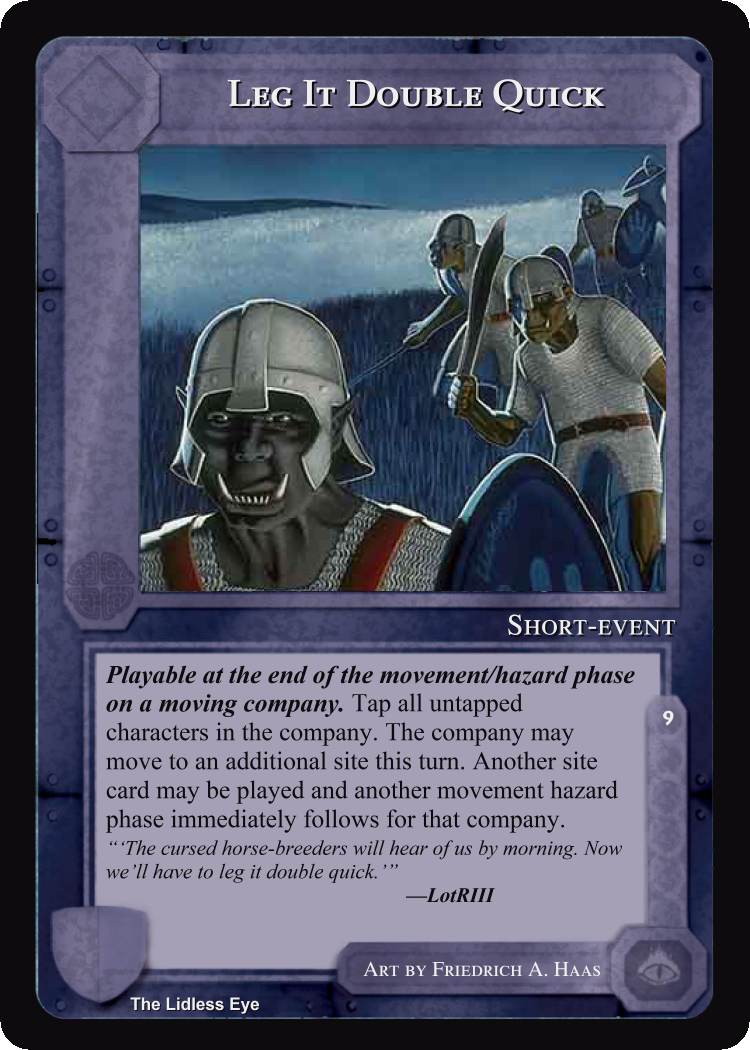 Leg It Double Quick
Short-event
Playable at the end of the movement/hazard phase
on a moving company. Tap all untapped
characters in the company. The company may
move to an additional site this turn. Another site
card may be played and another movement hazard
phase immediately follows for that company.
9
“‘The cursed horse-breeders will hear of us by morning. Now
we’ll have to leg it double quick.’”
—LotRIII
Art by Friedrich A. Haas
The Lidless Eye